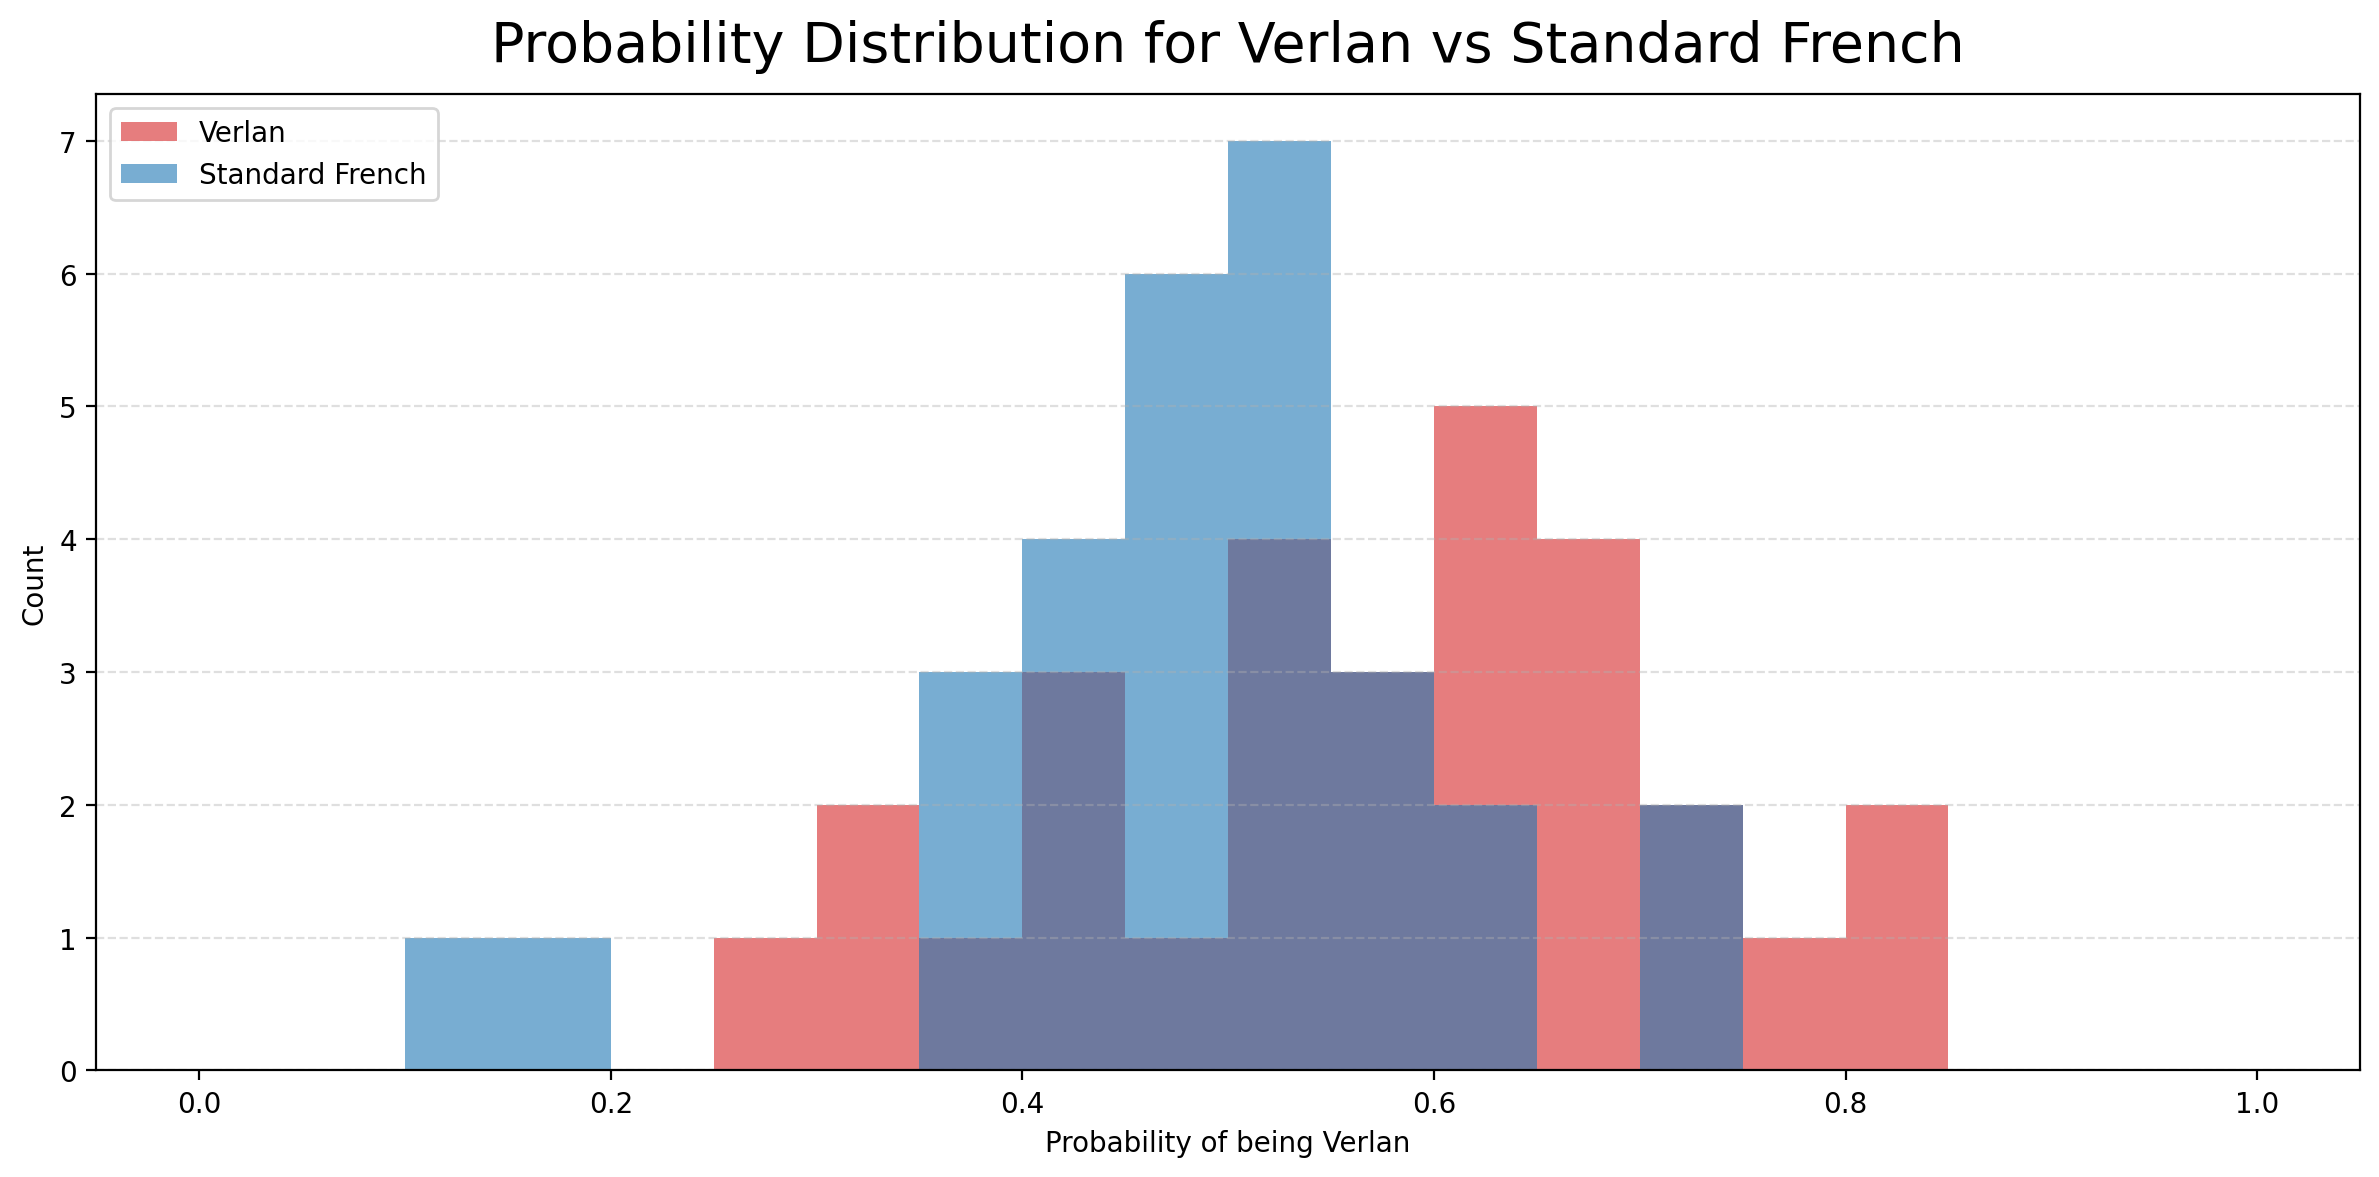 Probability Distribution for Verlan vs Standard French
Verlan
Standard French
7
6
5
4
3
2
1
0
Count
0.0 0.2 0.4 0.6 0.8 1.0
Probability of being Verlan